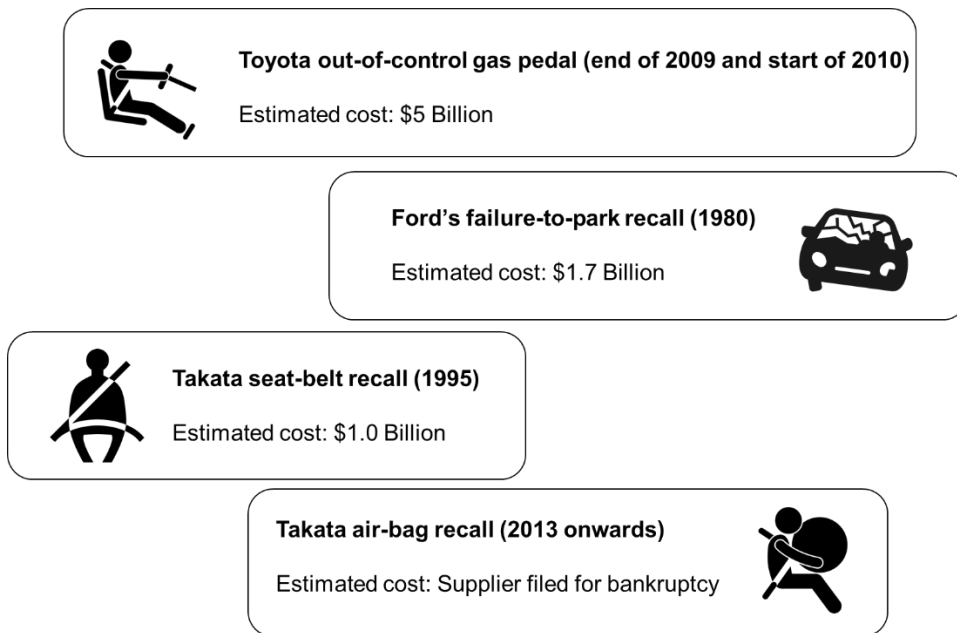 Toyota out-of-control gas pedal (end of 2009 and start of 2010)
Estimated cost: $5 Billion
Ford's failure-to-park recall (1980)
Estimated cost: $1.7 Billion
Takata seat-belt recall (1995)
Estimated cost: $1.0 Billion
Takata air-bag recall (2013 onwards)
Estimated cost: Supplier filed for bankruptcy